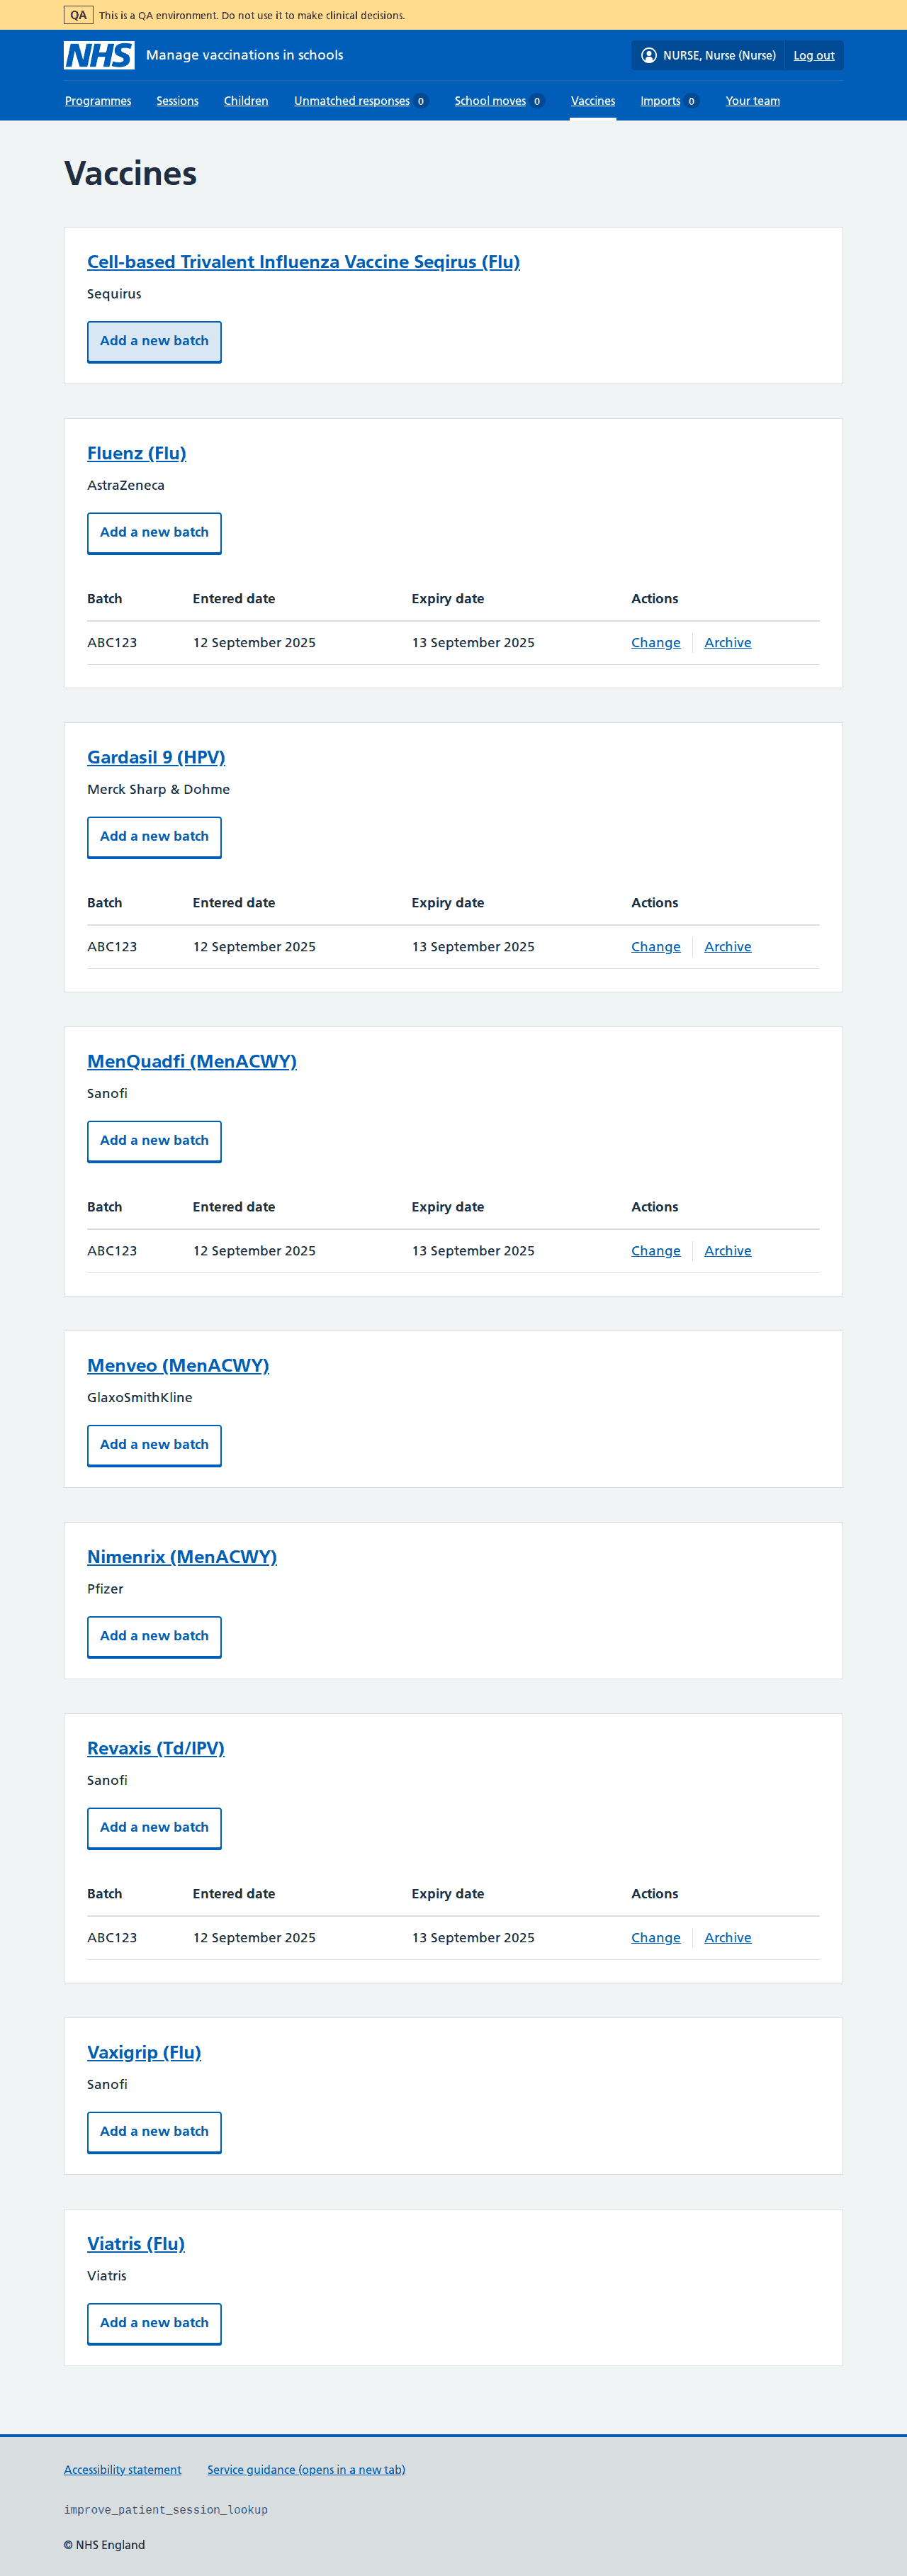 QA This is a QA environment. Do not use it to make clinical decisions.
NHS Manage vaccinations in schools NURSE, Nurse (Nurse) Log out
Programmes Sessions Children Unmatched responses 0 School moves 0 Vaccines Imports 0 Your team
Vaccines
Cell-based Trivalent Influenza Vaccine Seqirus (Flu)
Sequirus
Add a new batch
Fluenz (Flu)
AstraZeneca
Add a new batch
Batch Entered date Expiry date Actions
ABC123 12 September 2025 13 September 2025 Change Archive
Gardasil 9 (HPV)
Merck Sharp & Dohme
Add a new batch
Batch Entered date Expiry date Actions
ABC123 12 September 2025 13 September 2025 Change Archive
MenQuadfi (MenACWY)
Sanofi
Add a new batch
Batch Entered date Expiry date Actions
ABC123 12 September 2025 13 September 2025 Change Archive
Menveo (MenACWY)
GlaxoSmithKline
Add a new batch
Nimenrix (MenACWY)
Pfizer
Add a new batch
Revaxis (Td/IPV)
Sanofi
Add a new batch
Batch Entered date Expiry date Actions
ABC123 12 September 2025 13 September 2025 Change Archive
Vaxigrip (Flu)
Sanofi
Add a new batch
Viatris (Flu)
Viatris
Add a new batch
Accessibility statement Service guidance (opens in a new tab)
improve_patient_session_lookup
© NHS England